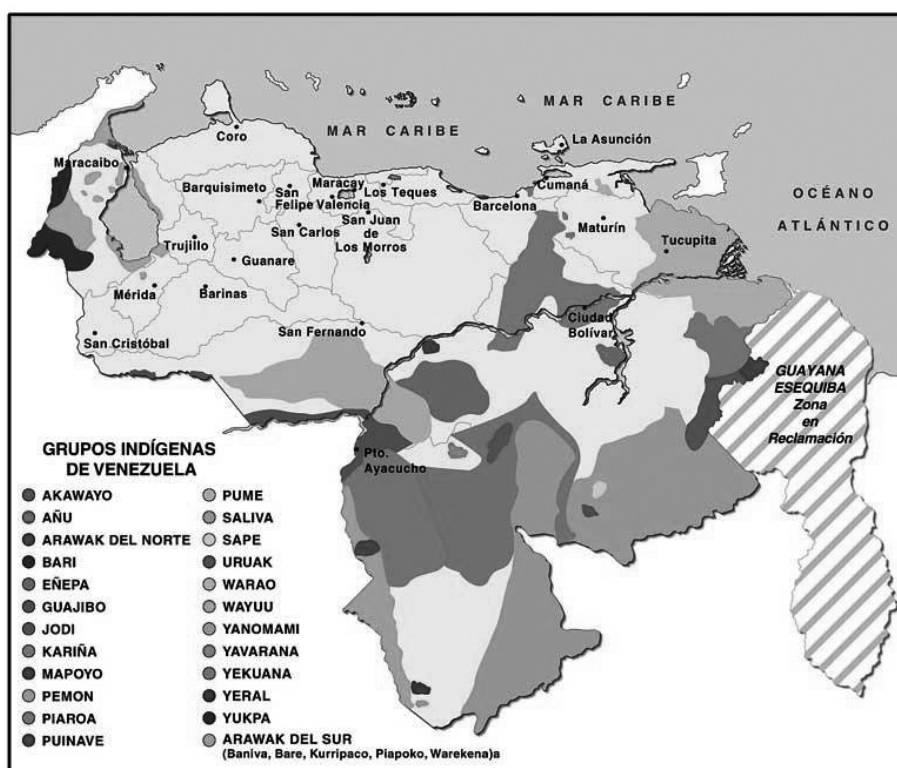 MAR CARIBE
MAR CARIBE
La Asunción
Coro
Maracaibo
Barquisimeto
San
Felipe
Maracay
Valencia
Los Teques
Cumaná
Barcelona
OCÉANO
ATLÁNTICO
San Carlos
San Juan
de
Los Morros
Maturín
Trujillo
Tucupita
Guanare
Mérida
Barinas
San Fernando
Ciudad
Bolívar
San Cristóbal
GUAYANA
ESEQUIBA
Zona
en
Reclamación
Pto.
Ayacucho
GRUPOS INDÍGENAS
DE VENEZUELA
AKAWAYO
AÑU
ARAWAK DEL NORTE
BARI
EÑEPA
GUAJIBO
JODI
KARIÑA
MAPOYO
PEMON
PIAROA
PUINAVE
PUME
SALIVA
SAPE
URUAK
WARAO
WAYUU
YANOMAMI
YAVARANA
YEKUANA
YERAL
YUKPA
ARAWAK DEL SUR
(Baniva, Bare, Kurripaco, Piapoko, Warekena)a